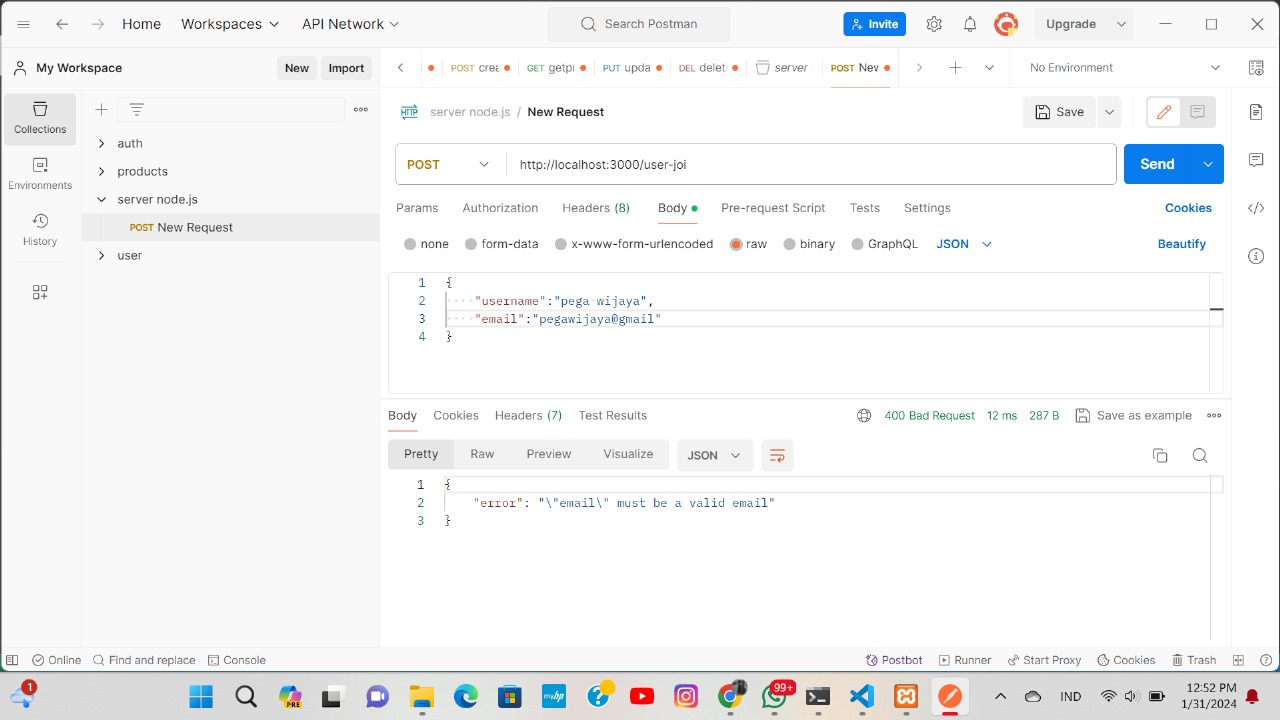 Home Workspaces API Network Search Postman Invite Upgrade
My Workspace New Import POST crea GET getp UPDA DEL delet server POST Nev No Environment
Collections
Environments
History
auth
products
server node.js
POST New Request
user
HTTP server node.js / New Request Save
POST http://localhost:3000/user-joi Send
Params Authorization Headers (8) Body Pre-request Script Tests Settings Cookies
none form-data x-www-form-urlencoded raw binary GraphQL JSON Beautify
1 {
2 "username":"pega wijaya",
3 "email":"pegawijaya@gmail"
4 }
Body Cookies Headers (7) Test Results 400 Bad Request 12 ms 287 B Save as example
Pretty Raw Preview Visualize JSON
1 {
2 "error": "\"email\" must be a valid email"
3 }
Online Find and replace Console Postbot Runner Start Proxy Cookies Trash
1 PRE myhp 99+ IND 12:52 PM
1/31/2024